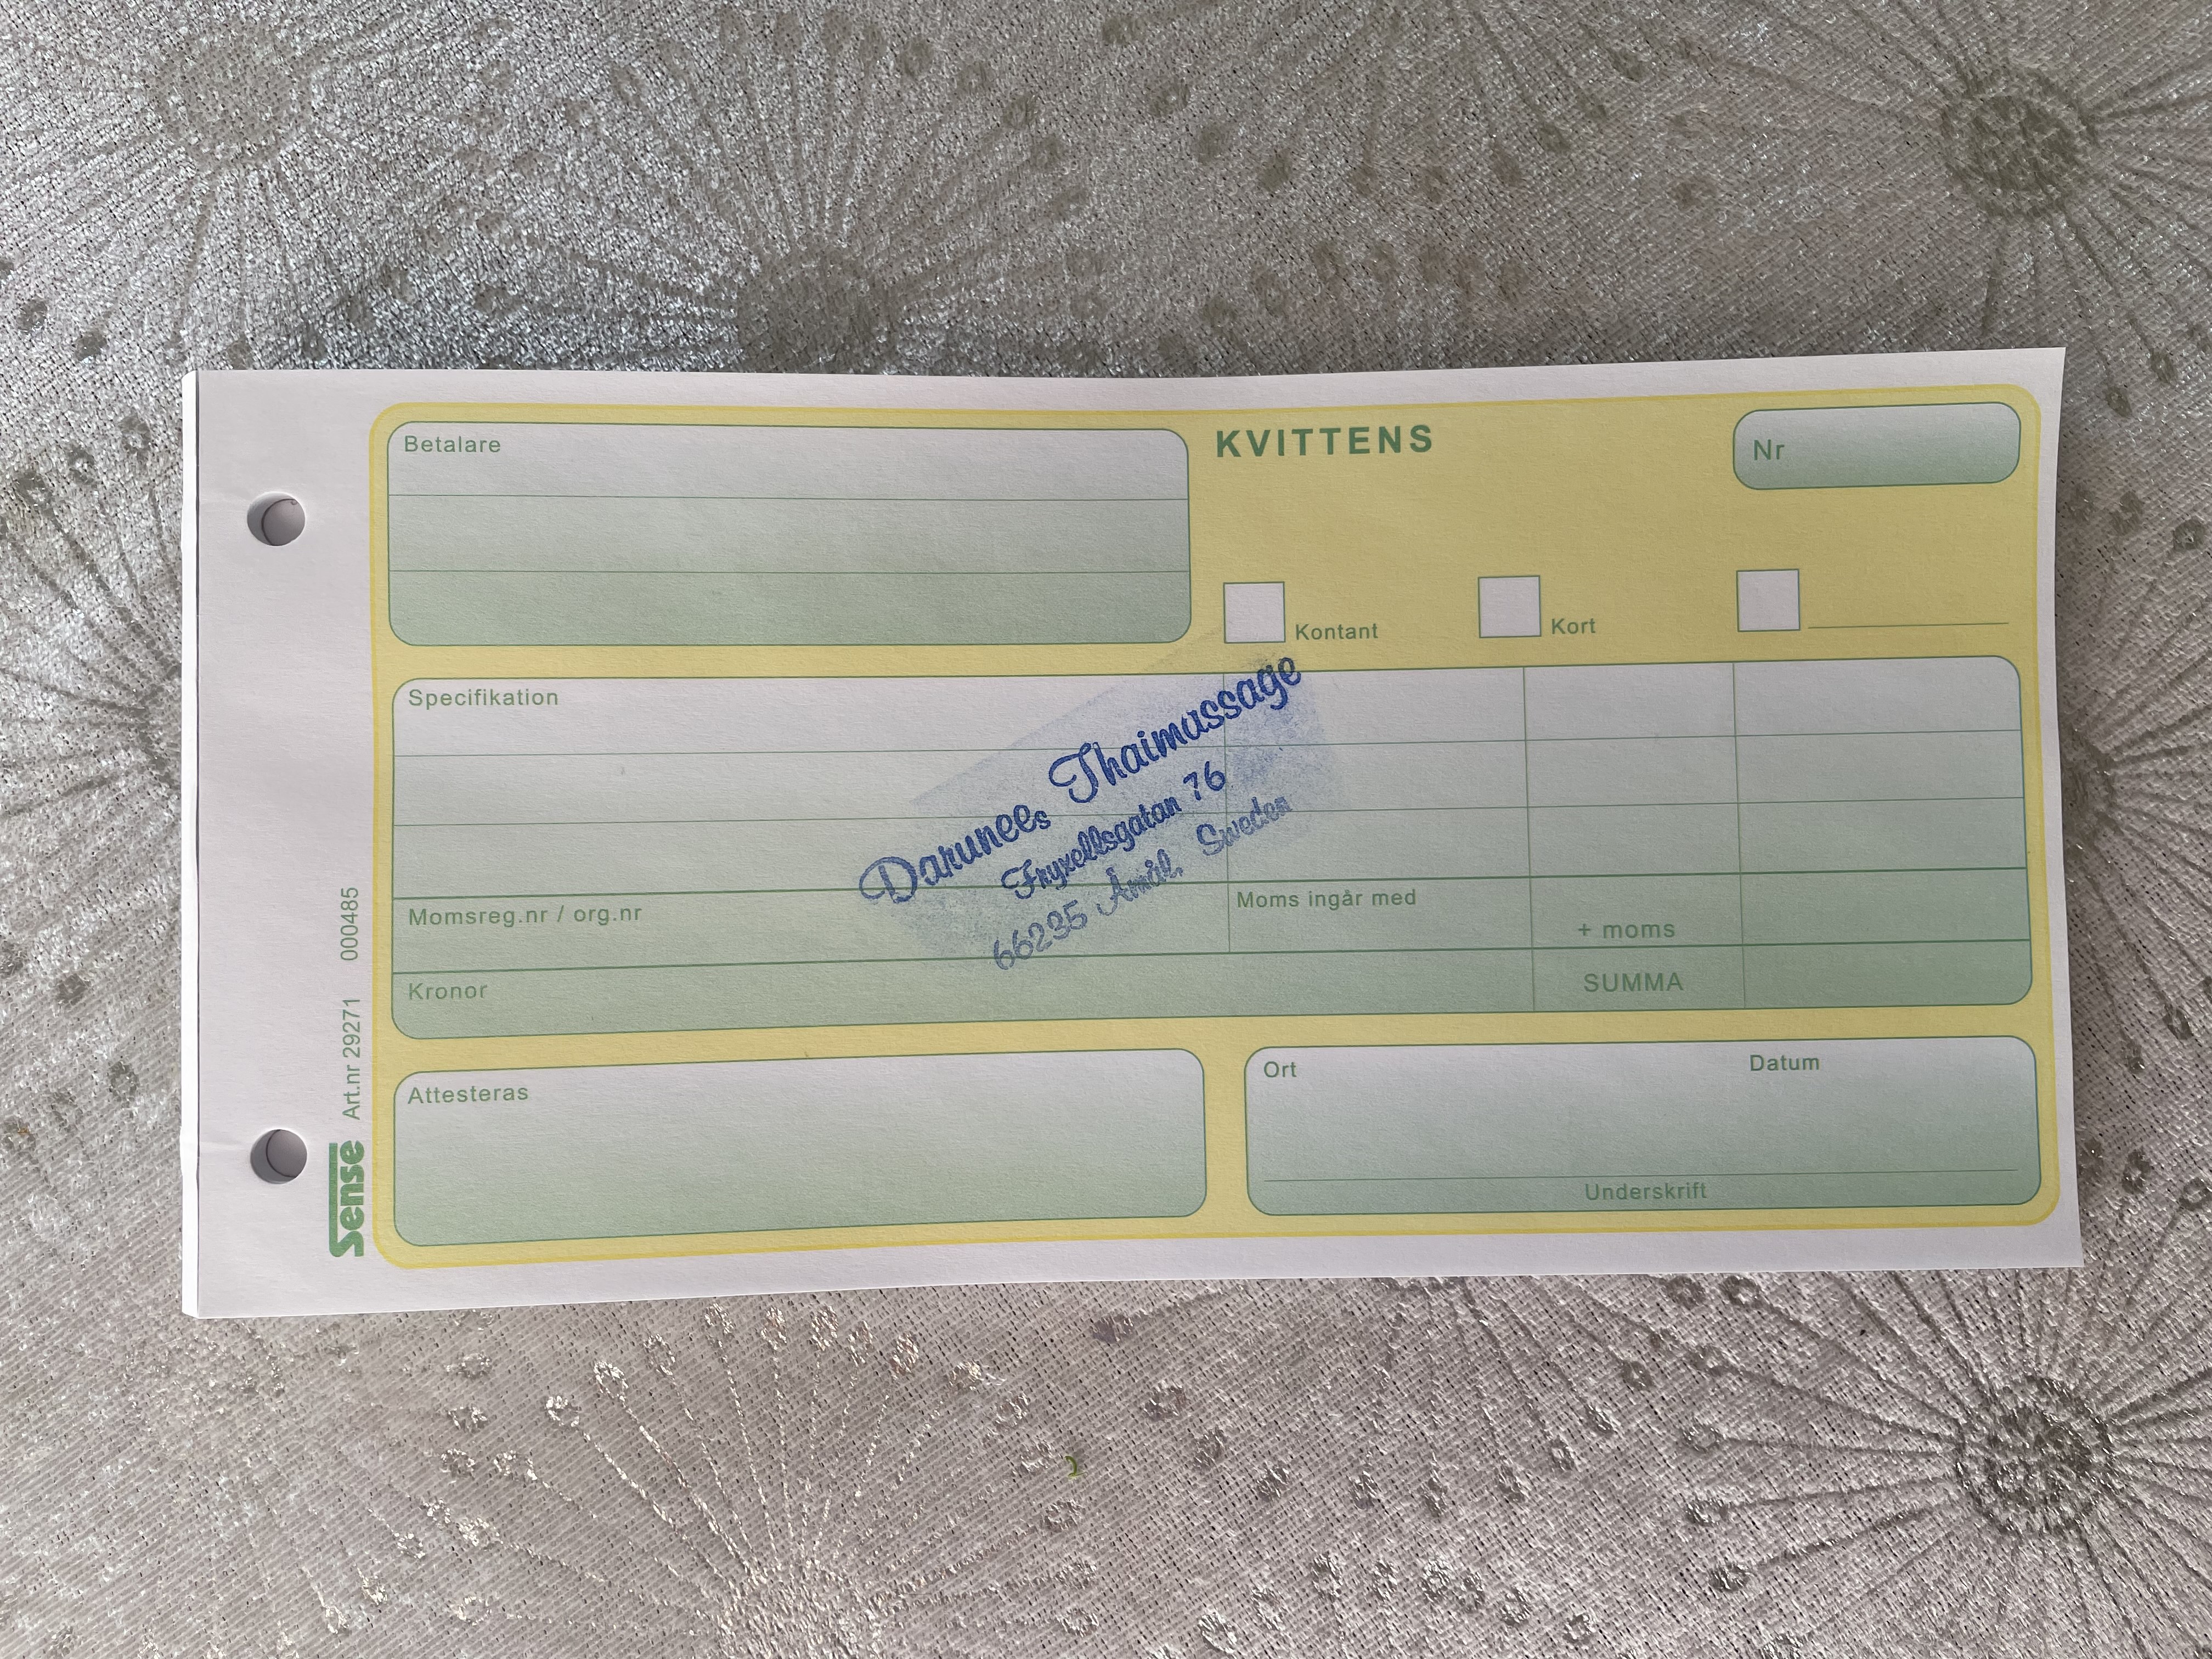 Betalare
KVITTENS
Nr
Kontant
Kort
Specifikation
Darunees Thaimassage
Fryxellsgatan 76
66235 Åmål, Sweden
Momsreg.nr / org.nr
Moms ingår med
+ moms
Kronor
SUMMA
Attesteras
Ort
Datum
Underskrift
Sense Art.nr 29271 000485